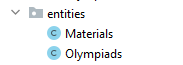 entities
C Materials
C Olympiads